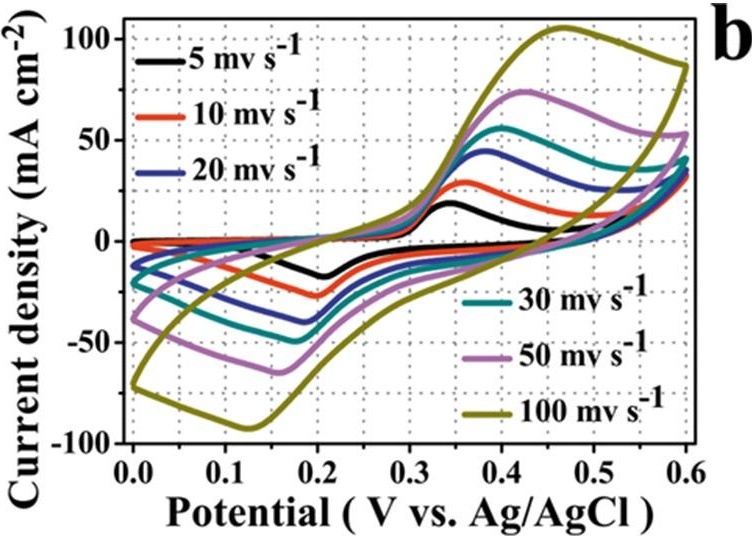 b
Current density (mA cm-2)
100
50
0
-50
-100
5 mv s-1
10 mv s-1
20 mv s-1
30 mv s-1
50 mv s-1
100 mv s-1
0.0 0.1 0.2 0.3 0.4 0.5 0.6
Potential ( V vs. Ag/AgCl )